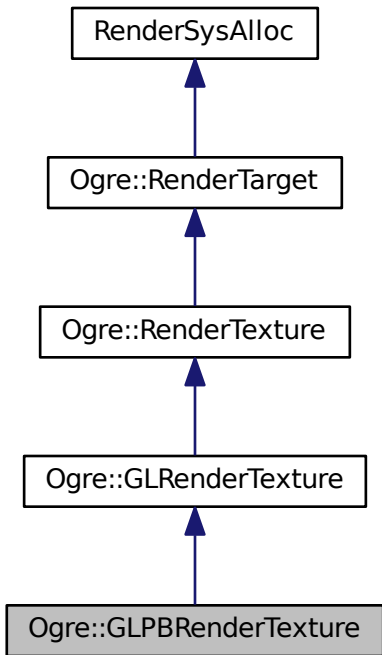 RenderSysAlloc
Ogre::RenderTarget
Ogre::RenderTexture
Ogre::GLRenderTexture
Ogre::GLPBRenderTexture